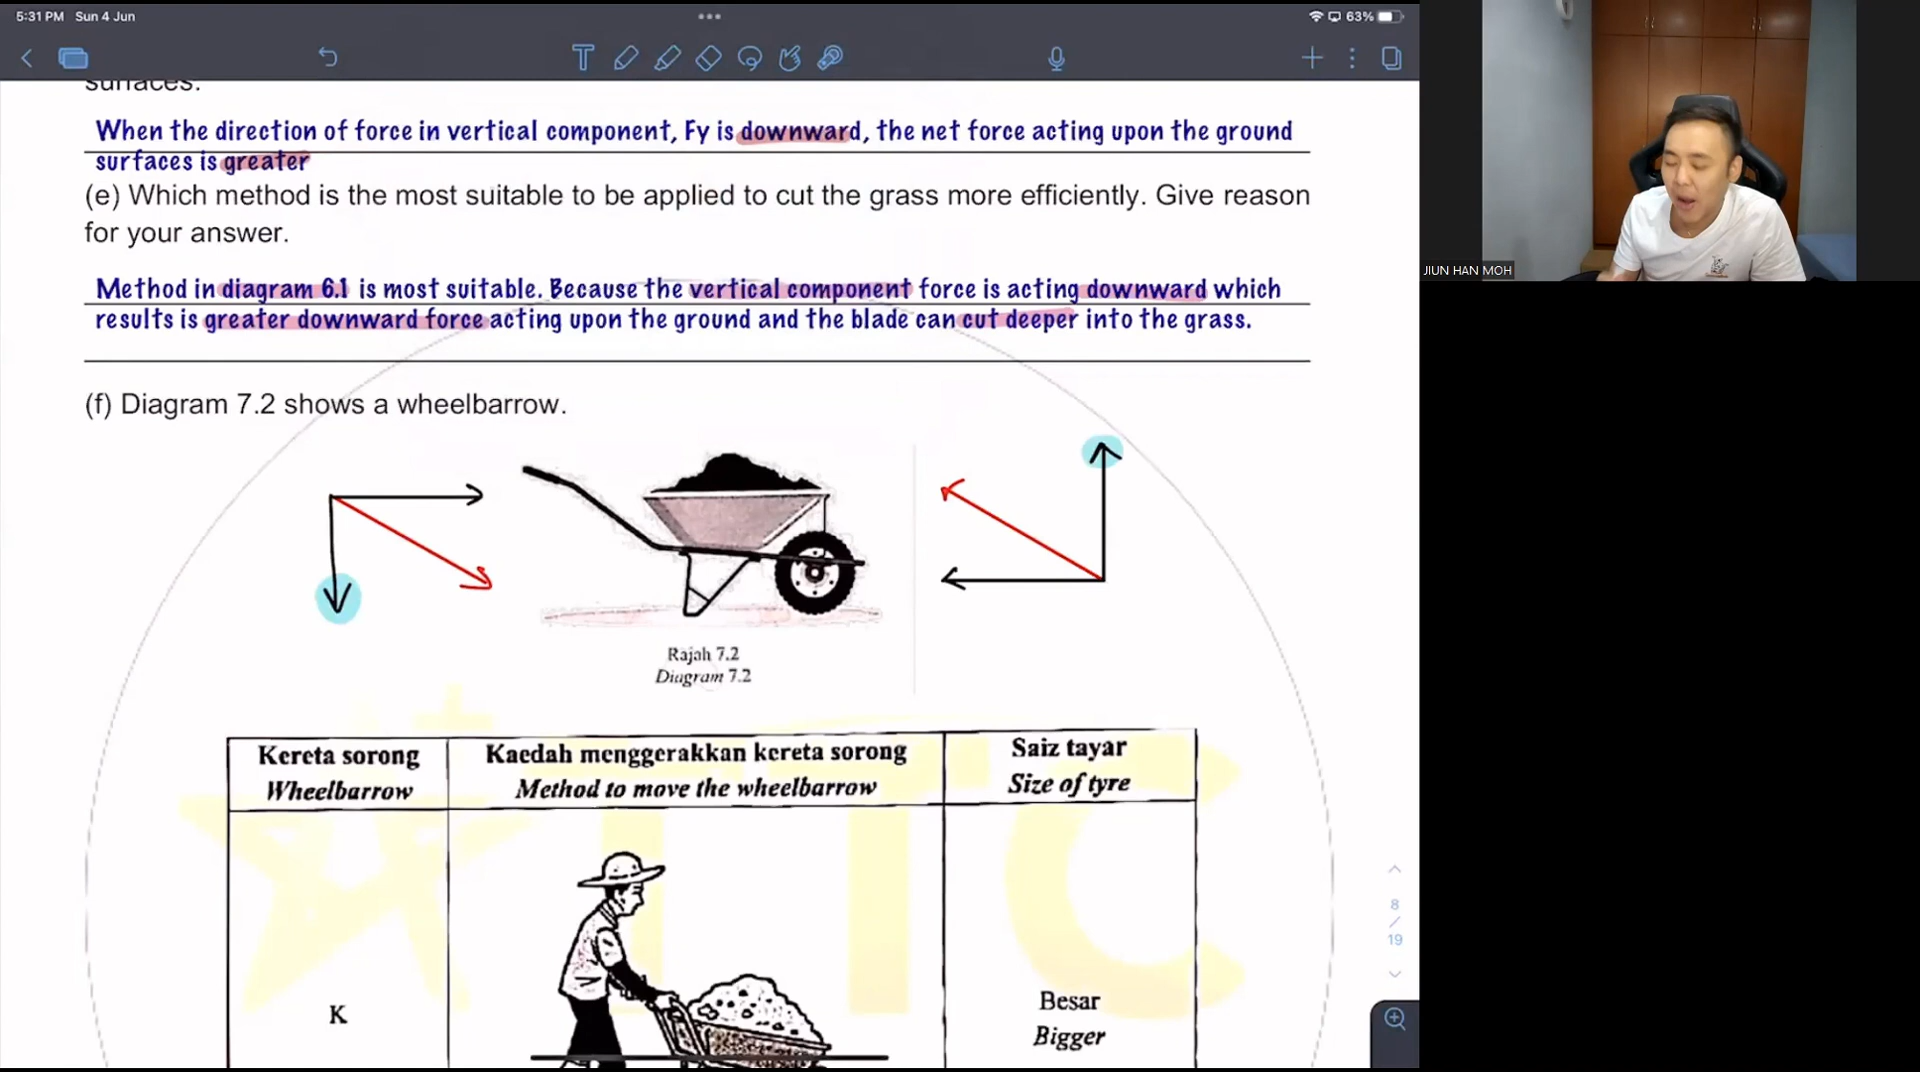 5:31 PM Sun 4 Jun
63%
surfaces.
When the direction of force in vertical component, Fy is downward, the net force acting upon the ground
surfaces is greater
(e) Which method is the most suitable to be applied to cut the grass more efficiently. Give reason
for your answer.
Method in diagram 6.1 is most suitable. Because the vertical component force is acting downward which
results is greater downward force acting upon the ground and the blade can cut deeper into the grass.
(f) Diagram 7.2 shows a wheelbarrow.
Rajah 7.2
Diagram 7.2
Kereta sorong
Wheelbarrow
Kaedah menggerakkan kereta sorong
Method to move the wheelbarrow
Saiz tayar
Size of tyre
K
Besar
Bigger
8
/
19
TC
JIUN HAN MOH